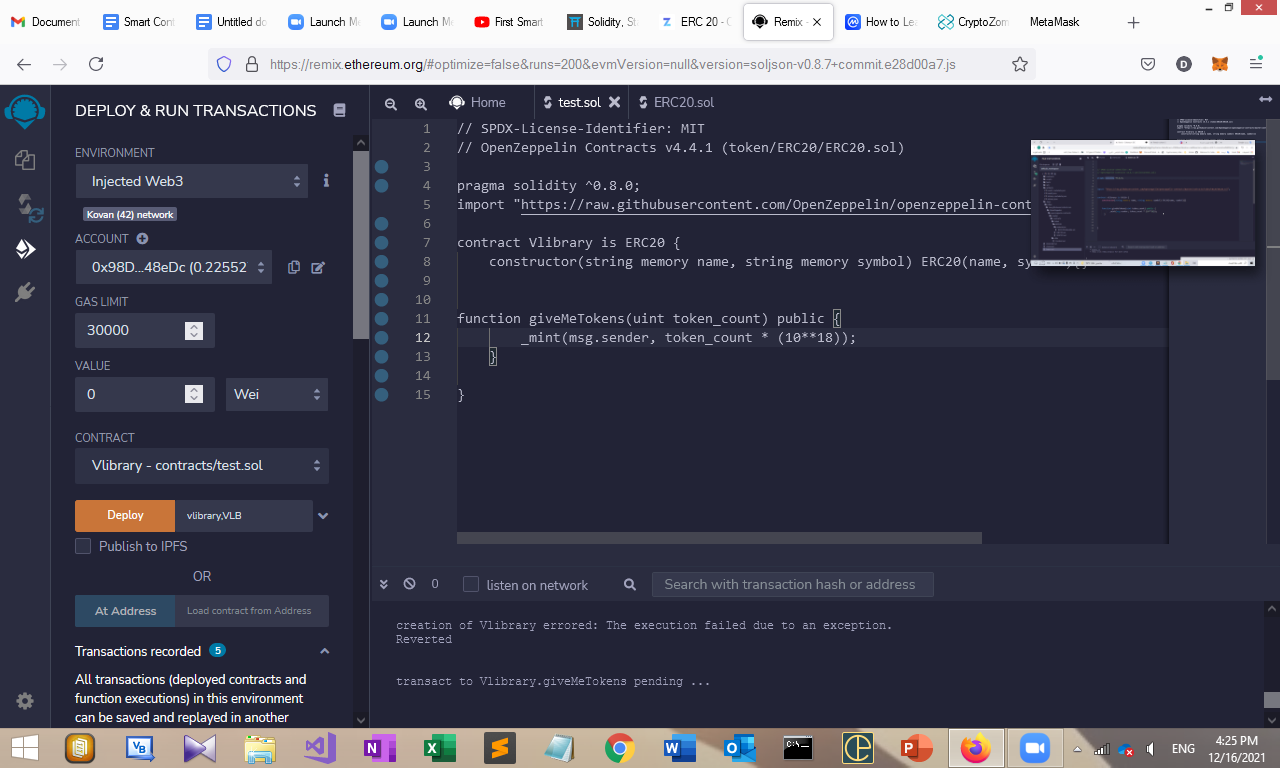 Document
Smart Cont
Untitled do
Launch Me
Launch Me
First Smart
Solidity, S
ERC 20 -
Remix
How to Lea
CryptoZom
MetaMask
https://remix.ethereum.org/#optimize=false&runs=200&evmVersion=null&version=soljson-v0.8.7+commit.e28d00a7.js
DEPLOY & RUN TRANSACTIONS
ENVIRONMENT
Injected Web3
Kovan (42) network
ACCOUNT
0x98D...48eDc (0.22552
GAS LIMIT
30000
VALUE
0
Wei
CONTRACT
Vlibrary - contracts/test.sol
Deploy
vlibrary,VLB
Publish to IPFS
OR
At Address
Load contract from Address
Transactions recorded 5
All transactions (deployed contracts and
function executions) in this environment
can be saved and replayed in another
Home
test.sol
ERC20.sol
1 // SPDX-License-Identifier: MIT
2 // OpenZeppelin Contracts v4.4.1 (token/ERC20/ERC20.sol)
3
4 pragma solidity ^0.8.0;
5 import "https://raw.githubusercontent.com/OpenZeppelin/openzeppelin-cont
6
7 contract Vlibrary is ERC20 {
8 constructor(string memory name, string memory symbol) ERC20(name, sy
9
10
11 function giveMeTokens(uint token_count) public {
12 _mint(msg.sender, token_count * (10**18));
13 }
14
15 }
0
listen on network
Search with transaction hash or address
creation of Vlibrary errored: The execution failed due to an exception.
Reverted
transact to Vlibrary.giveMeTokens pending ...
ENG
4:25 PM
12/16/2021